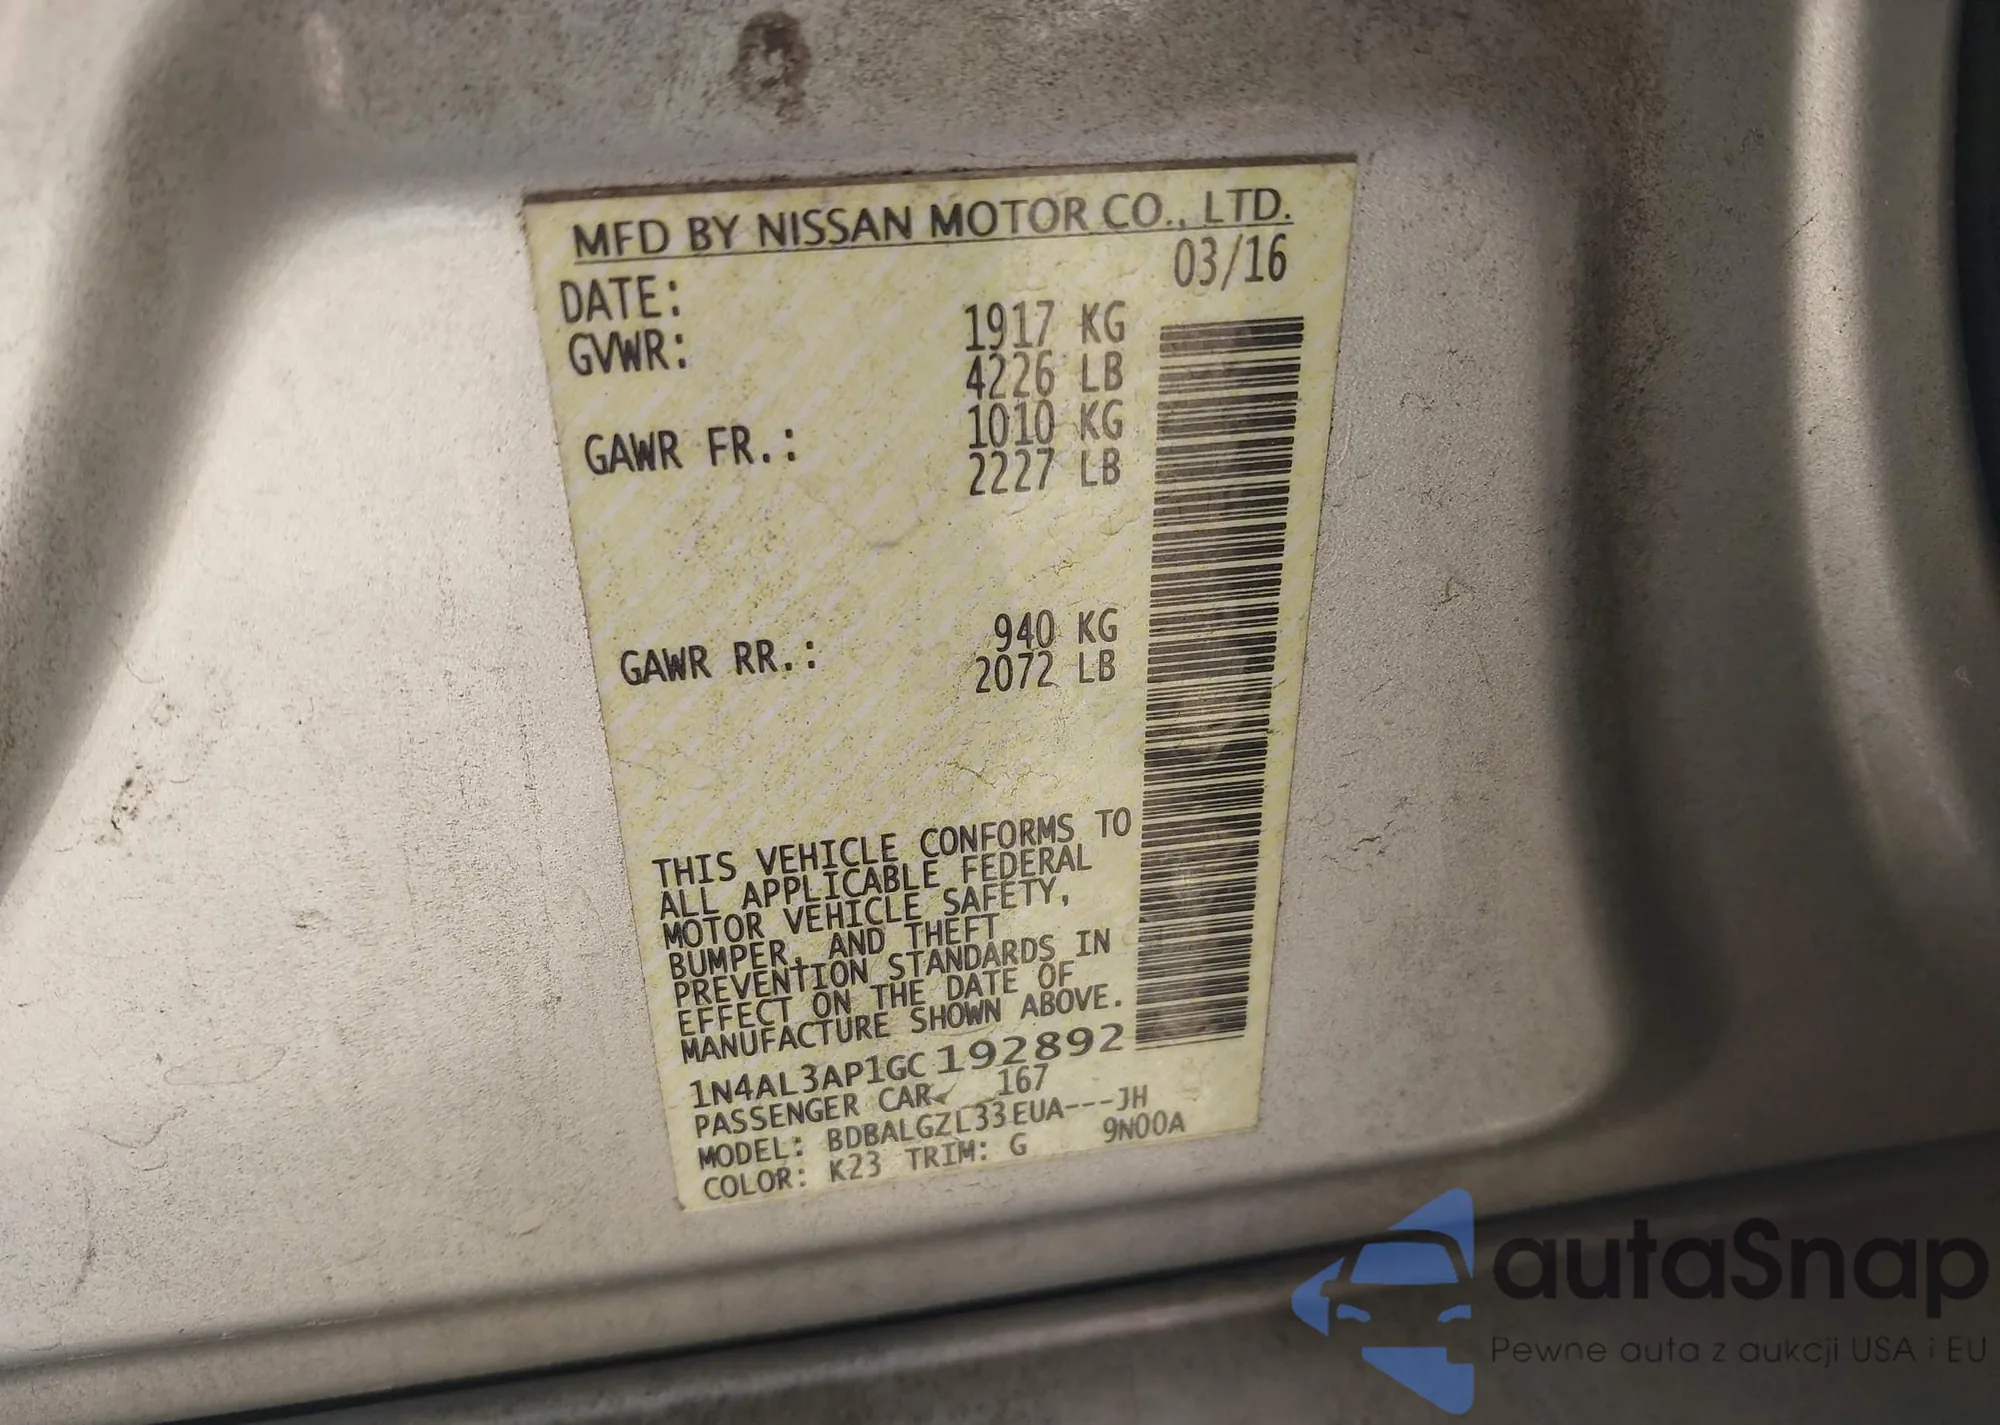 MFD BY NISSAN MOTOR CO., LTD.
DATE: 03/16
GVWR: 1917 KG
4226 LB
GAWR FR.: 1010 KG
2227 LB
GAWR RR.: 940 KG
2072 LB
THIS VEHICLE CONFORMS TO
ALL APPLICABLE FEDERAL
MOTOR VEHICLE SAFETY,
BUMPER, AND THEFT
PREVENTION STANDARDS IN
EFFECT ON THE DATE OF
MANUFACTURE SHOWN ABOVE.
1N4AL3AP1GC192892
PASSENGER CAR 167
MODEL: BDBALGZL33EUA---JH
COLOR: K23 TRIM: G 9N00A
autaSnap
Pewne auta z aukcji USA i EU